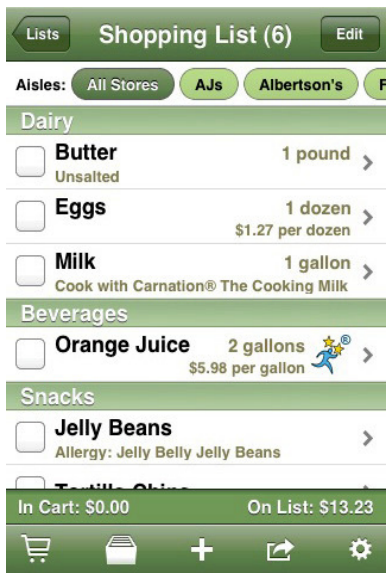 Lists
Shopping List (6)
Edit
Aisles:
All Stores
AJs
Albertson's
F
Dairy
Butter
1 pound
Unsalted
Eggs
1 dozen
$1.27 per dozen
Milk
1 gallon
Cook with Carnation® The Cooking Milk
Beverages
Orange Juice
2 gallons
$5.98 per gallon
®
Snacks
Jelly Beans
Allergy: Jelly Belly Jelly Beans
Tortilla Chips
In Cart: $0.00
On List: $13.23